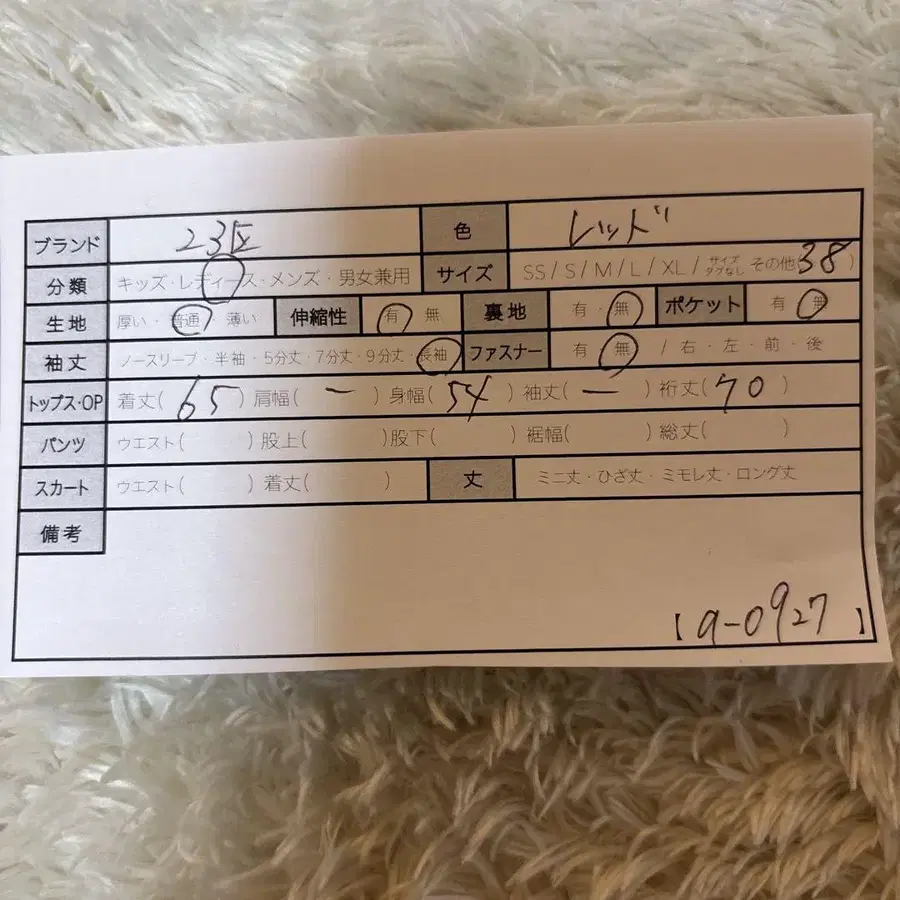 ブランド 23区 色 レッド
分類 キッズ・レディース・メンズ・男女兼用 サイズ SS / S / M / L / XL / サイズタグなし その他 38 )
生地 厚い・普通・薄い 伸縮性 有・無 裏地 有・無 ポケット 有・無
袖丈 ノースリーブ・半袖・5分丈・7分丈・9分丈・長袖 ファスナー 有・無 / 右・左・前・後
トップス・OP 着丈( 65 ) 肩幅( ー ) 身幅( 54 ) 袖丈( ー ) 裄丈( 70 )
パンツ ウエスト( ) 股上( ) 股下( ) 裾幅( ) 総丈( )
スカート ウエスト( ) 着丈( ) 丈 ミニ丈・ひざ丈・ミモレ丈・ロング丈
備考
【a-0927】